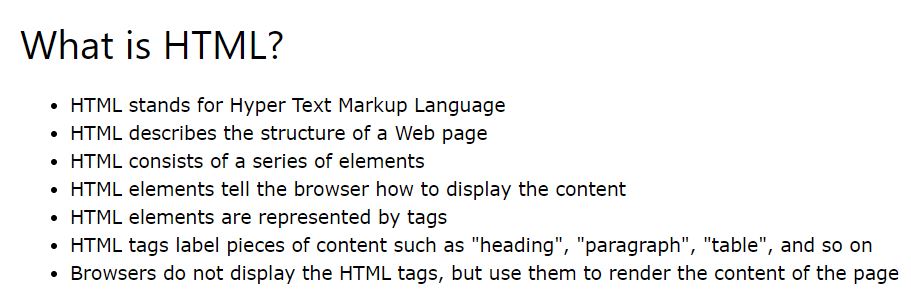 What is HTML?
• HTML stands for Hyper Text Markup Language
• HTML describes the structure of a Web page
• HTML consists of a series of elements
• HTML elements tell the browser how to display the content
• HTML elements are represented by tags
• HTML tags label pieces of content such as "heading", "paragraph", "table", and so on
• Browsers do not display the HTML tags, but use them to render the content of the page